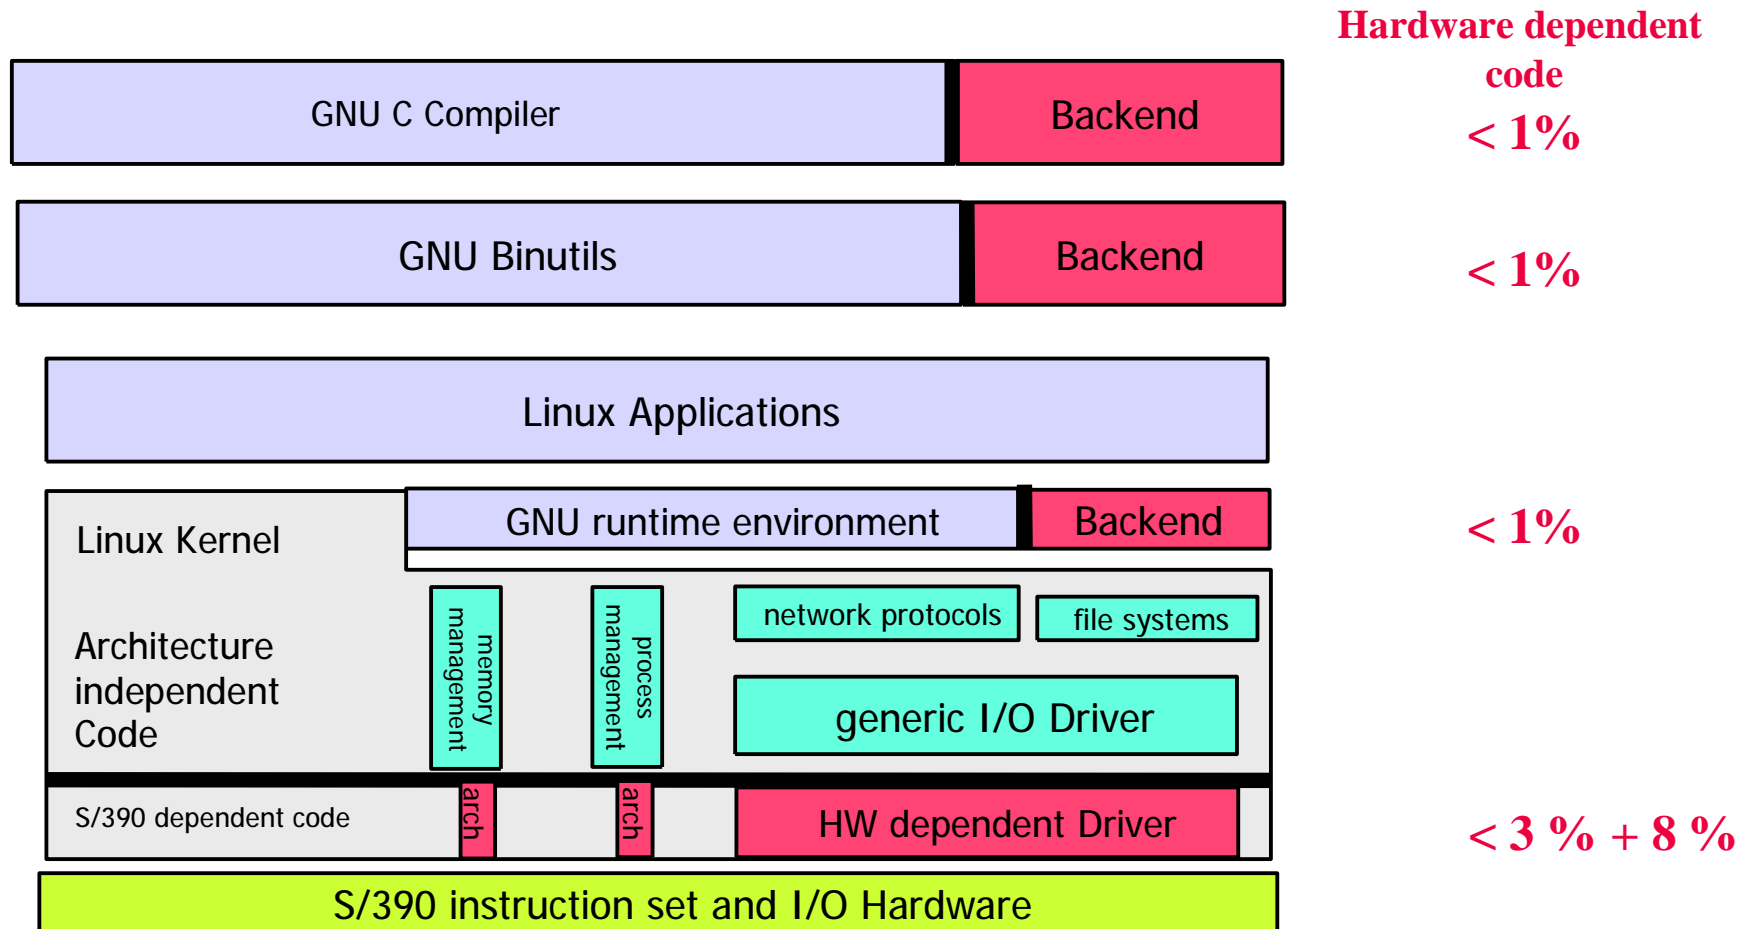 Hardware dependent
code
GNU C Compiler
Backend
< 1%
GNU Binutils
Backend
< 1%
Linux Applications
Linux Kernel
GNU runtime environment
Backend
< 1%
Architecture
independent
Code
memory
management
process
management
network protocols
file systems
generic I/O Driver
S/390 dependent code
arch
arch
HW dependent Driver
< 3 % + 8 %
S/390 instruction set and I/O Hardware